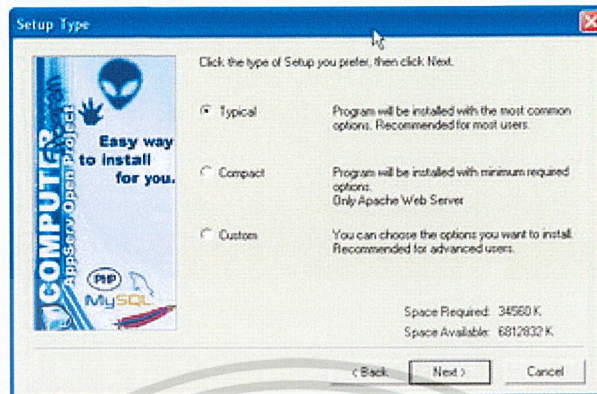 Setup Type
Click the type of Setup you prefer, then click Next.
Typical
Program will be installed with the most common
options. Recommended for most users.
Compact
Program will be installed with minimum required
options.
Only Apache Web Server
Custom
You can choose the options you want to install.
Recommended for advanced users.
Easy way
to install
for you.
COMPUTER
AppServ Open Project
PHP
MySQL
Space Required: 34560 K
Space Available: 6812832 K
< Back
Next >
Cancel